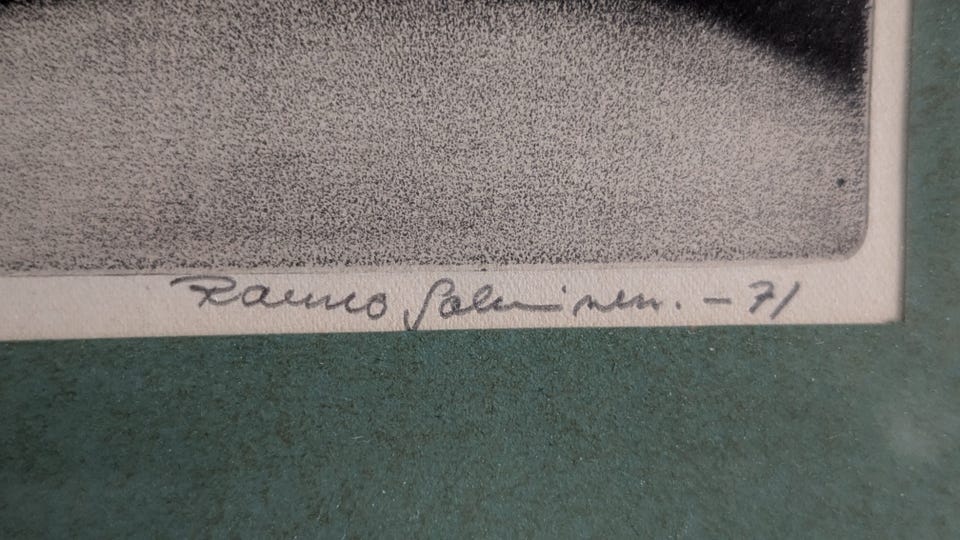 Raimo Salminen. - 71